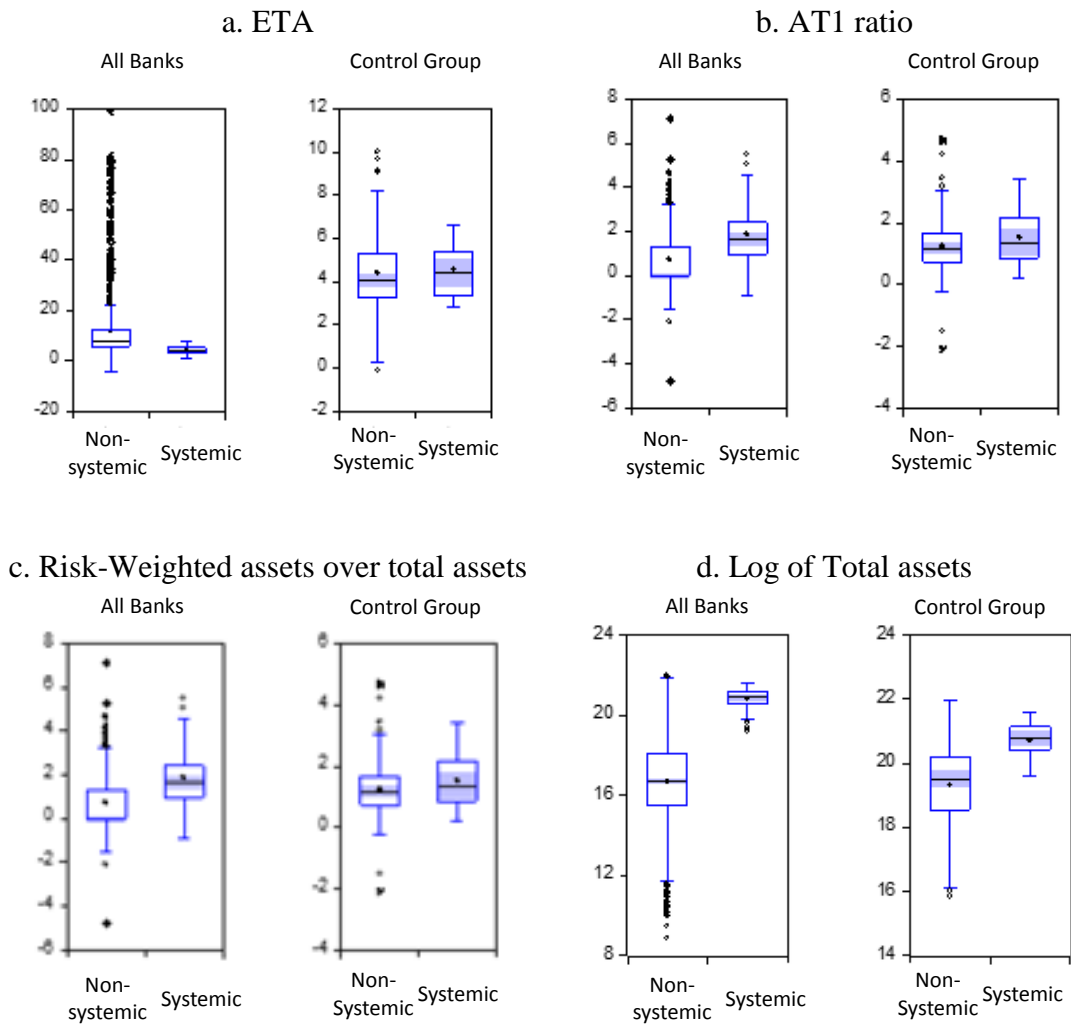 a. ETA
All Banks
Control Group
100
80
60
40
20
0
-20
12
10
8
6
4
2
0
-2
Non-
systemic
Systemic
Non-
Systemic
Systemic
b. AT1 ratio
All Banks
Control Group
8
6
4
2
0
-2
-4
-6
6
4
2
0
-2
-4
Non-
systemic
Systemic
Non-
Systemic
Systemic
c. Risk-Weighted assets over total assets
All Banks
Control Group
8
6
4
2
0
-2
-4
-6
6
4
2
0
-2
-4
Non-
systemic
Systemic
Non-
Systemic
Systemic
d. Log of Total assets
All Banks
Control Group
24
20
16
12
8
24
22
20
18
16
14
Non-
systemic
Systemic
Non-
Systemic
Systemic